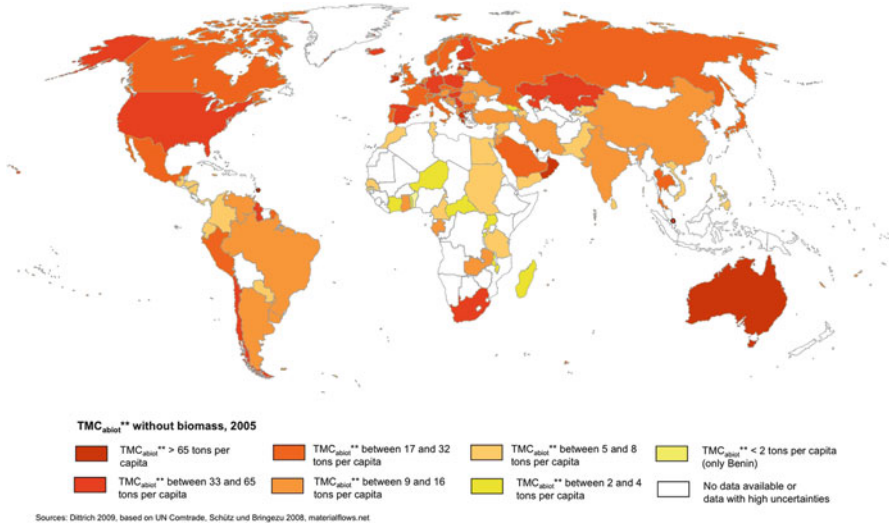 TMCabiot** without biomass, 2005
TMCabiot** > 65 tons per
capita
TMCabiot** between 17 and 32
tons per capita
TMCabiot** between 5 and 8
tons per capita
TMCabiot** < 2 tons per capita
(only Benin)
TMCabiot** between 33 and 65
tons per capita
TMCabiot** between 9 and 16
tons per capita
TMCabiot** between 2 and 4
tons per capita
No data available or
data with high uncertainties
Sources: Dittrich 2009, based on UN Comtrade, Schütz und Bringezu 2008, materialflows.net